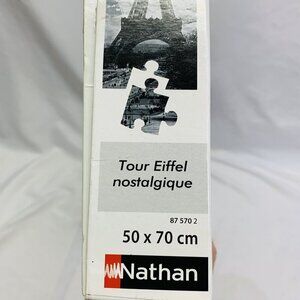 Tour Eiffel
nostalgique
87 570 2
50 x 70 cm
Nathan